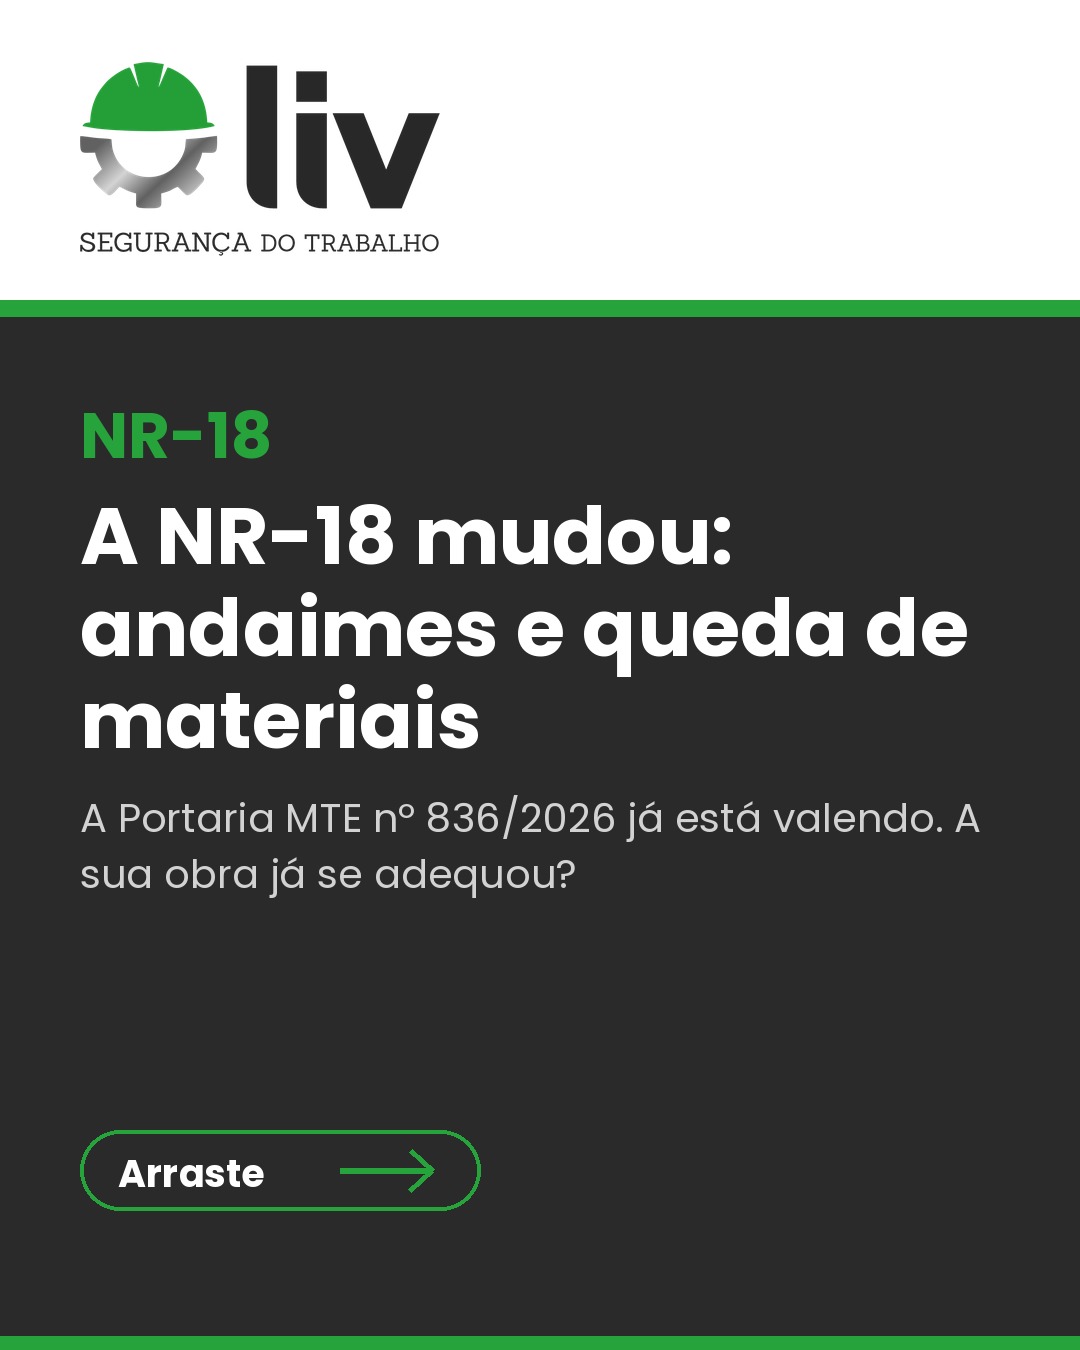 liv
SEGURANÇA DO TRABALHO
NR-18
A NR-18 mudou:
andaimes e queda de
materiais
A Portaria MTE nº 836/2026 já está valendo. A
sua obra já se adequou?
Arraste